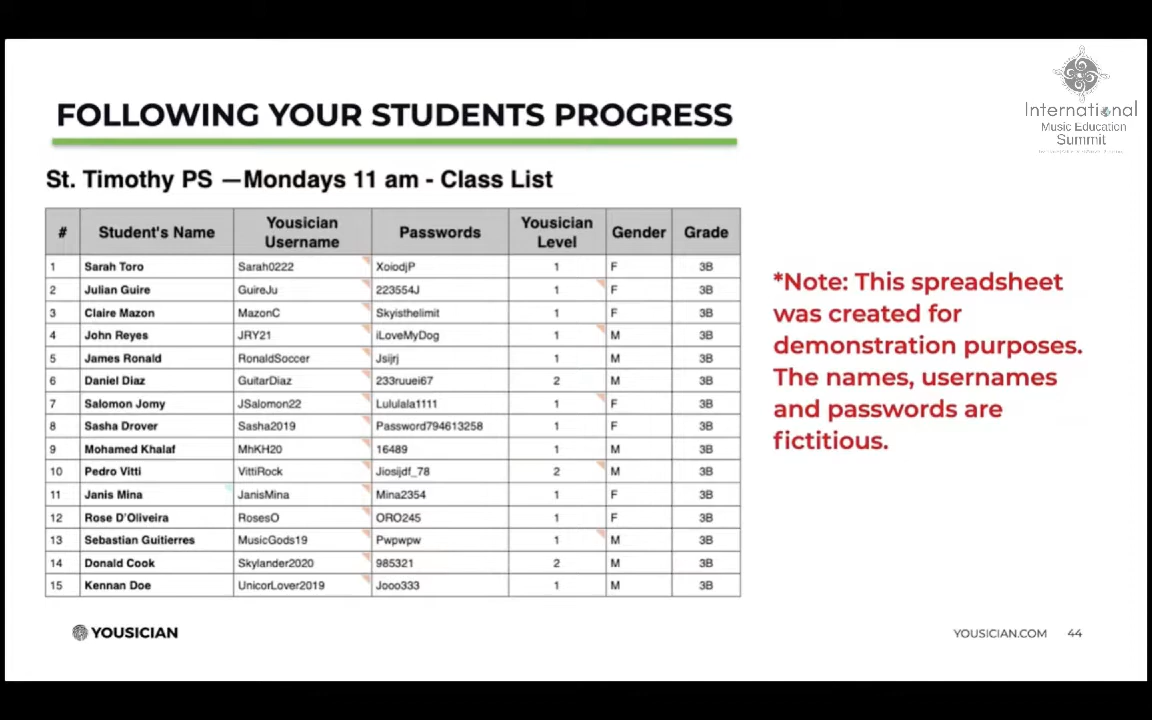 International
Music Education
Summit
FOLLOWING YOUR STUDENTS PROGRESS
St. Timothy PS —Mondays 11 am - Class List
# Student's Name Yousician Username Passwords Yousician Level Gender Grade
1 Sarah Toro Sarah0222 XoiodjP 1 F 3B
2 Julian Guire GuireJu 223554J 1 F 3B
3 Claire Mazon MazonC Skyisthelimit 1 F 3B
4 John Reyes JRY21 iLoveMyDog 1 M 3B
5 James Ronald RonaldSoccer Jsijrj 1 M 3B
6 Daniel Diaz GuitarDiaz 233ruuei67 2 M 3B
7 Salomon Jomy JSalomon22 Lululala1111 1 F 3B
8 Sasha Drover Sasha2019 Password794613258 1 F 3B
9 Mohamed Khalaf MhKH20 16489 1 M 3B
10 Pedro Vitti VittiRock Jiosijdf_78 2 M 3B
11 Janis Mina JanisMina Mina2354 1 F 3B
12 Rose D'Oliveira RosesO ORO245 1 F 3B
13 Sebastian Guitierres MusicGods19 Pwpwpw 1 M 3B
14 Donald Cook Skylander2020 985321 2 M 3B
15 Kennan Doe UnicorLover2019 Jooo333 1 M 3B
*Note: This spreadsheet
was created for
demonstration purposes.
The names, usernames
and passwords are
fictitious.
YOUSICIAN
YOUSICIAN.COM 44